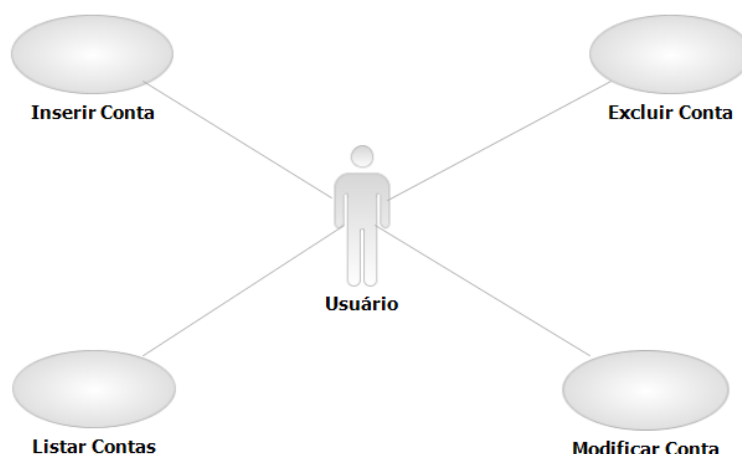 Inserir Conta
Excluir Conta
Usuário
Listar Contas
Modificar Conta